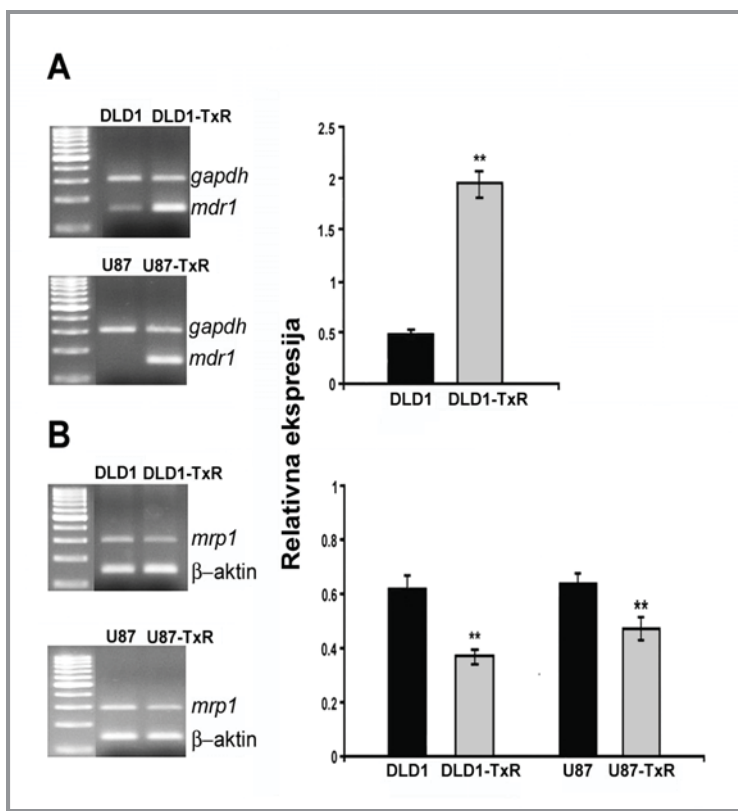 A
DLD1 DLD1-TxR
gapdh
mdr1
U87 U87-TxR
gapdh
mdr1
2.5
2
1.5
1
0.5
0
**
DLD1 DLD1-TxR
Relativna ekspresija
B
DLD1 DLD1-TxR
mrp1
β–aktin
U87 U87-TxR
mrp1
β–aktin
1
0.8
0.6
0.4
0.2
0
**
**
DLD1 DLD1-TxR U87 U87-TxR